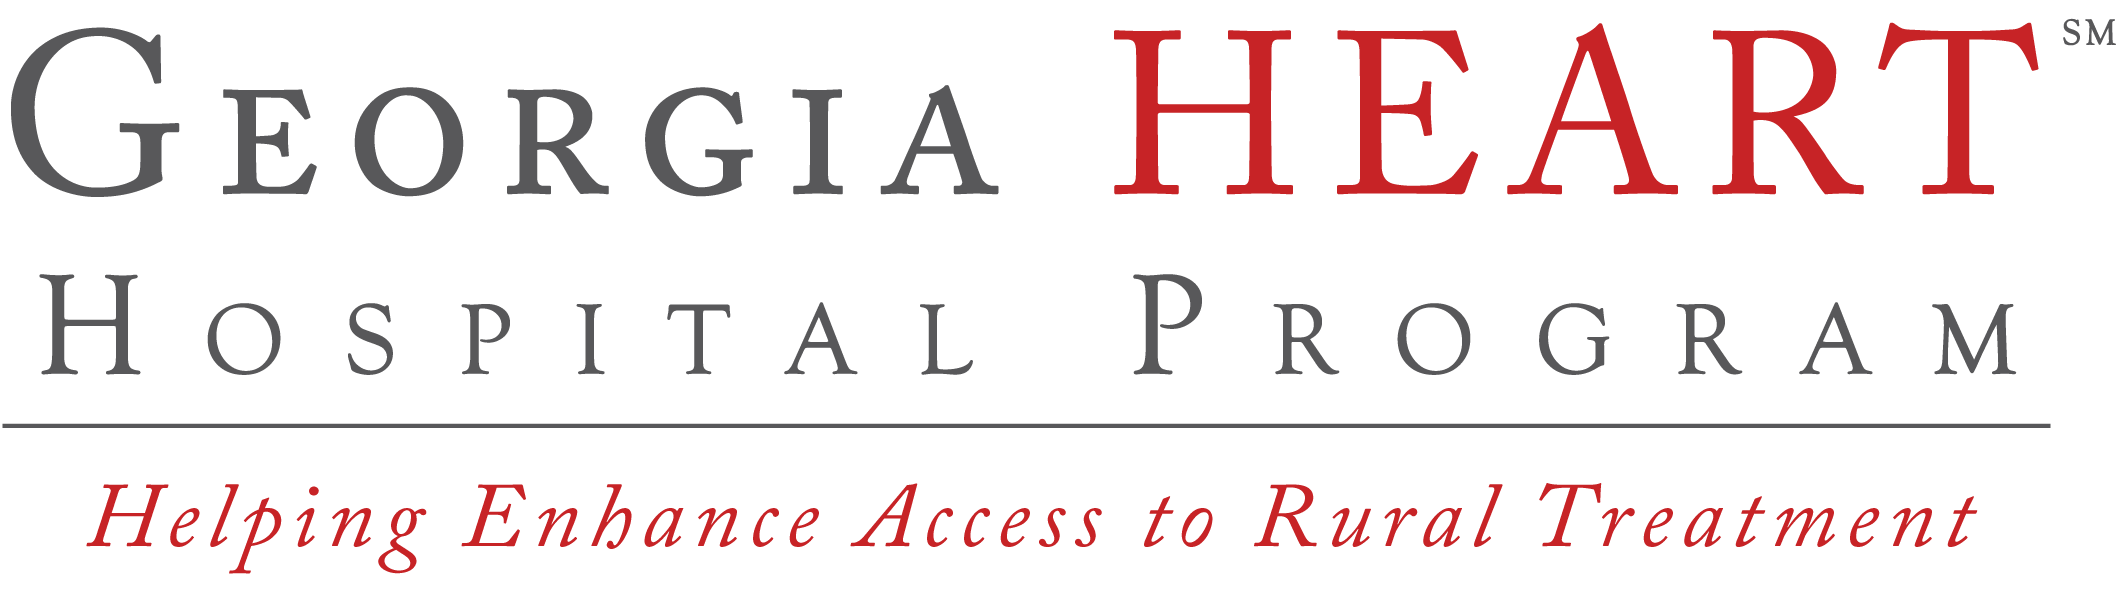 Georgia HEART SM
Hospital Program
Helping Enhance Access to Rural Treatment